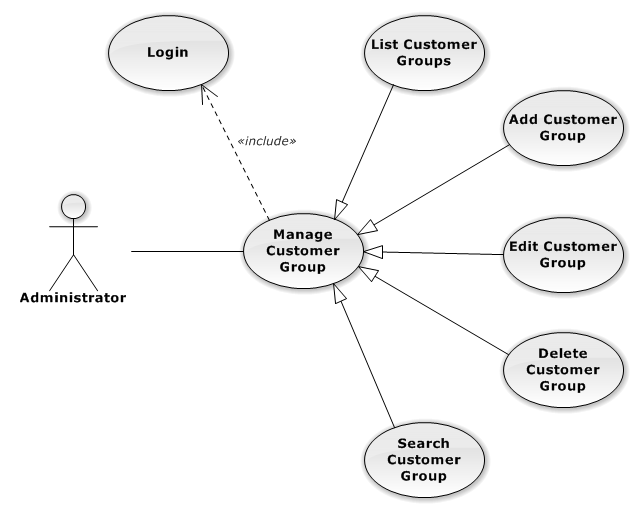 Login
List Customer
Groups
Add Customer
Group
«include»
Manage
Customer
Group
Edit Customer
Group
Administrator
Delete
Customer
Group
Search
Customer
Group